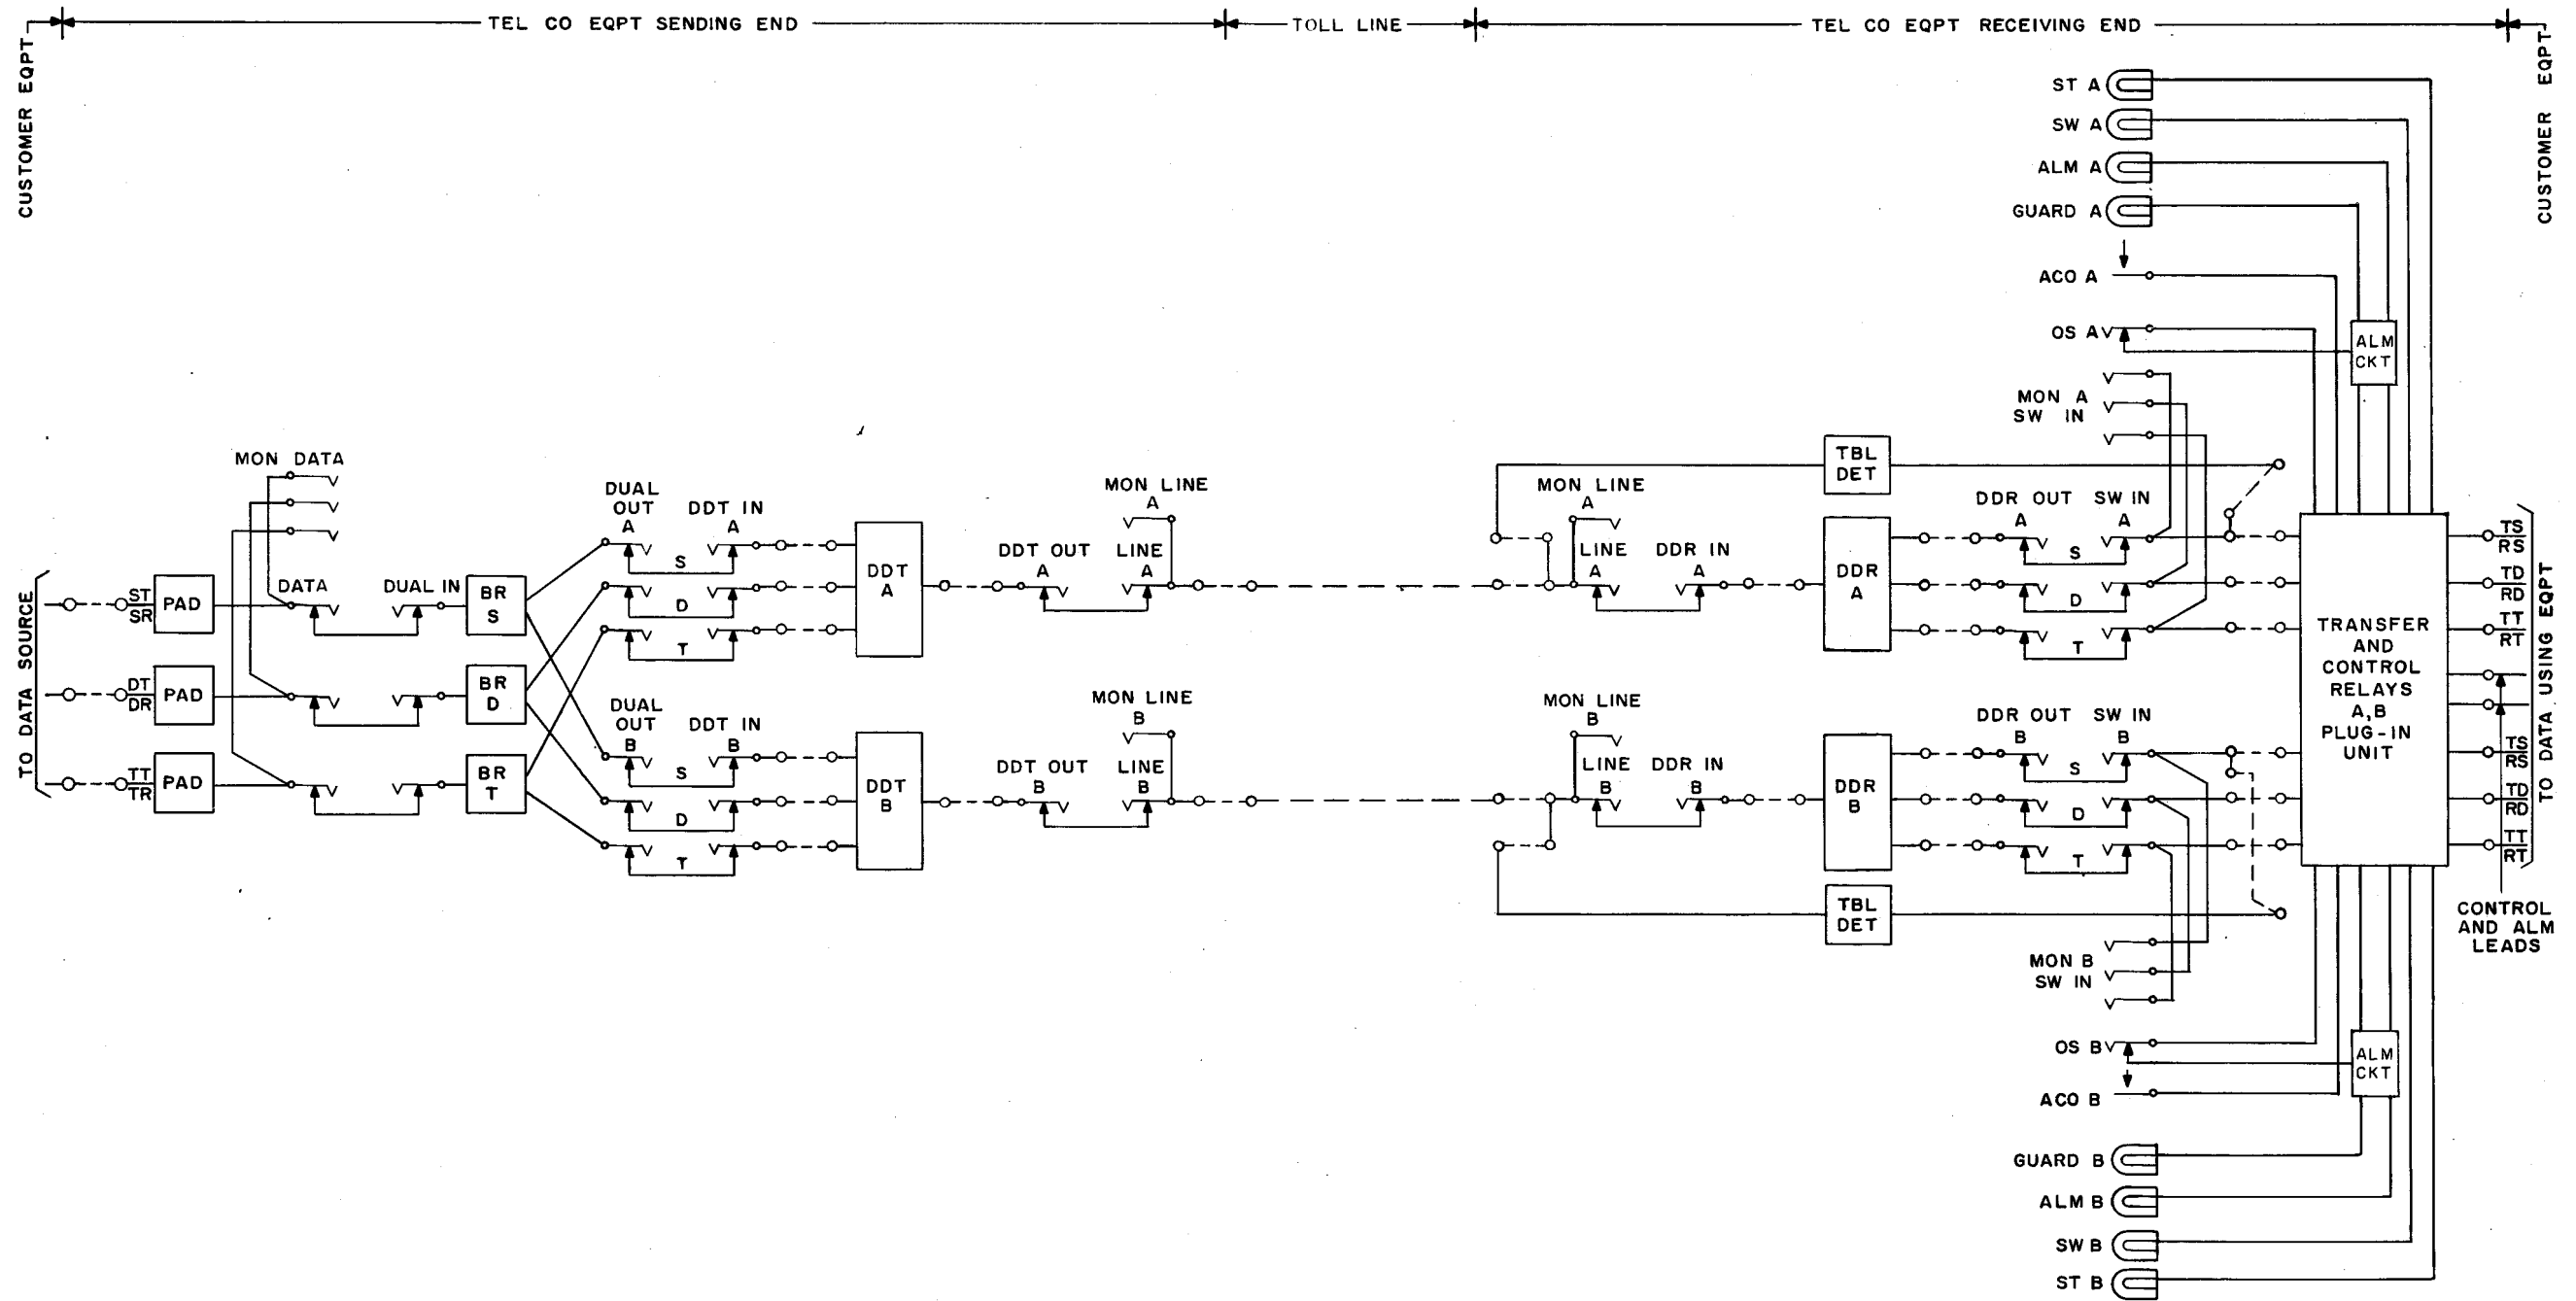 CUSTOMER EQPT
TEL CO EQPT SENDING END
TOLL LINE
TEL CO EQPT RECEIVING END
CUSTOMER EQPT
ST A
SW A
ALM A
GUARD A
ACO A
OS A
ALM
CKT
MON A
SW IN
TO DATA SOURCE
ST
SR
PAD
DT
DR
PAD
TT
TR
PAD
MON DATA
DATA
DUAL IN
BR
S
BR
D
BR
T
DUAL
OUT
A
DDT IN
A
S
D
T
DUAL
OUT
B
DDT IN
B
S
D
T
DDT
A
DDT
B
DDT OUT
A
MON LINE
A
LINE
A
DDT OUT
B
MON LINE
B
LINE
B
MON LINE
A
LINE
A
DDR IN
A
MON LINE
B
LINE
B
DDR IN
B
TBL
DET
DDR
A
DDR
B
TBL
DET
DDR OUT
A
SW IN
A
S
D
T
DDR OUT
B
SW IN
B
S
D
T
TRANSFER
AND
CONTROL
RELAYS
A,B
PLUG-IN
UNIT
TS
RS
TD
RD
TT
RT
TS
RS
TD
RD
TT
RT
TO DATA USING EQPT
CONTROL
AND ALM
LEADS
MON B
SW IN
OS B
ALM
CKT
ACO B
GUARD B
ALM B
SW B
ST B